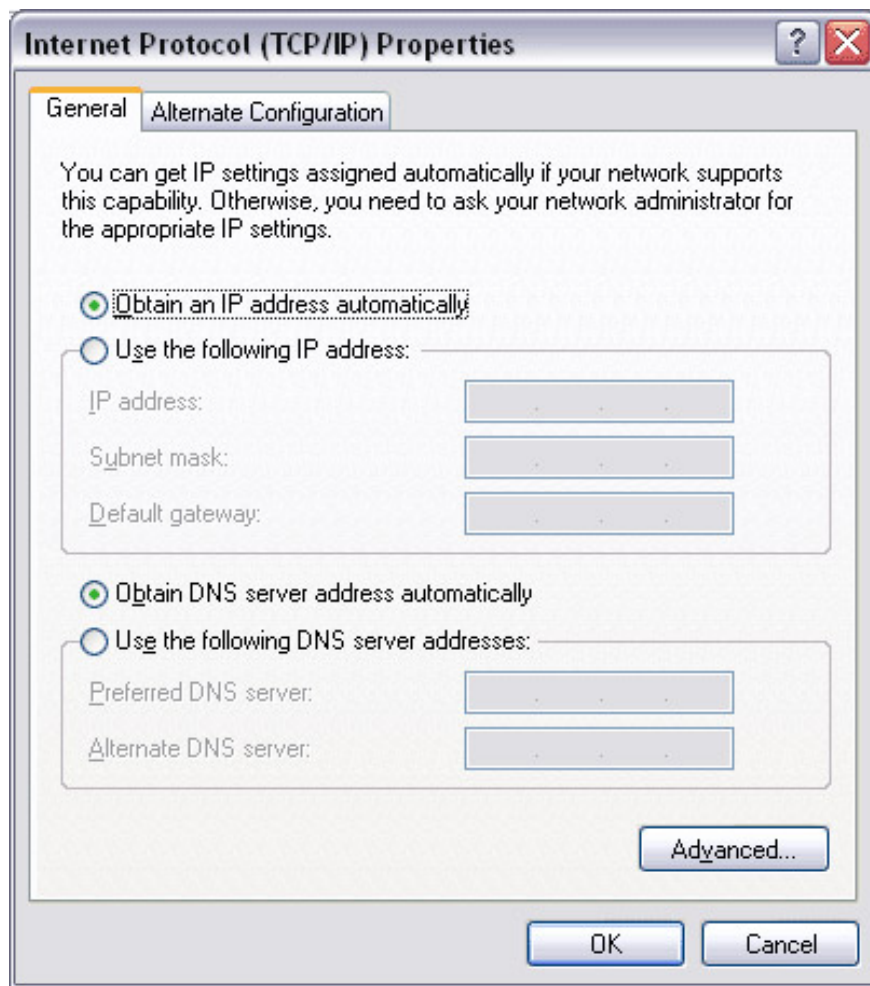 Internet Protocol (TCP/IP) Properties
?
General
Alternate Configuration
You can get IP settings assigned automatically if your network supports
this capability. Otherwise, you need to ask your network administrator for
the appropriate IP settings.
Obtain an IP address automatically
Use the following IP address:
IP address:
. . .
Subnet mask:
. . .
Default gateway:
. . .
Obtain DNS server address automatically
Use the following DNS server addresses:
Preferred DNS server:
. . .
Alternate DNS server:
. . .
Advanced...
OK
Cancel